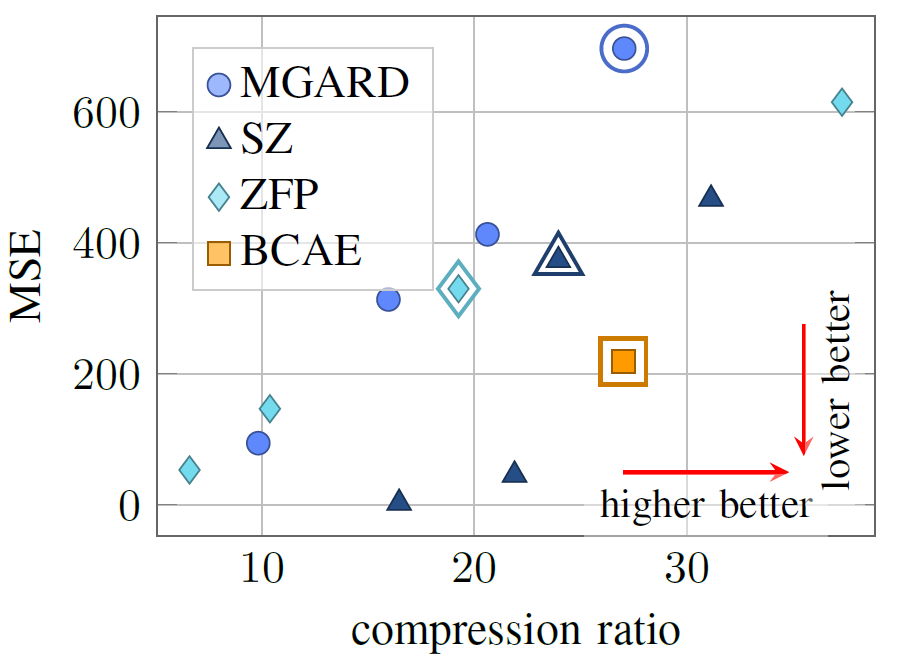 MGARD
SZ
ZFP
BCAE
600
400
200
0
MSE
lower better
higher better
10
20
30
compression ratio